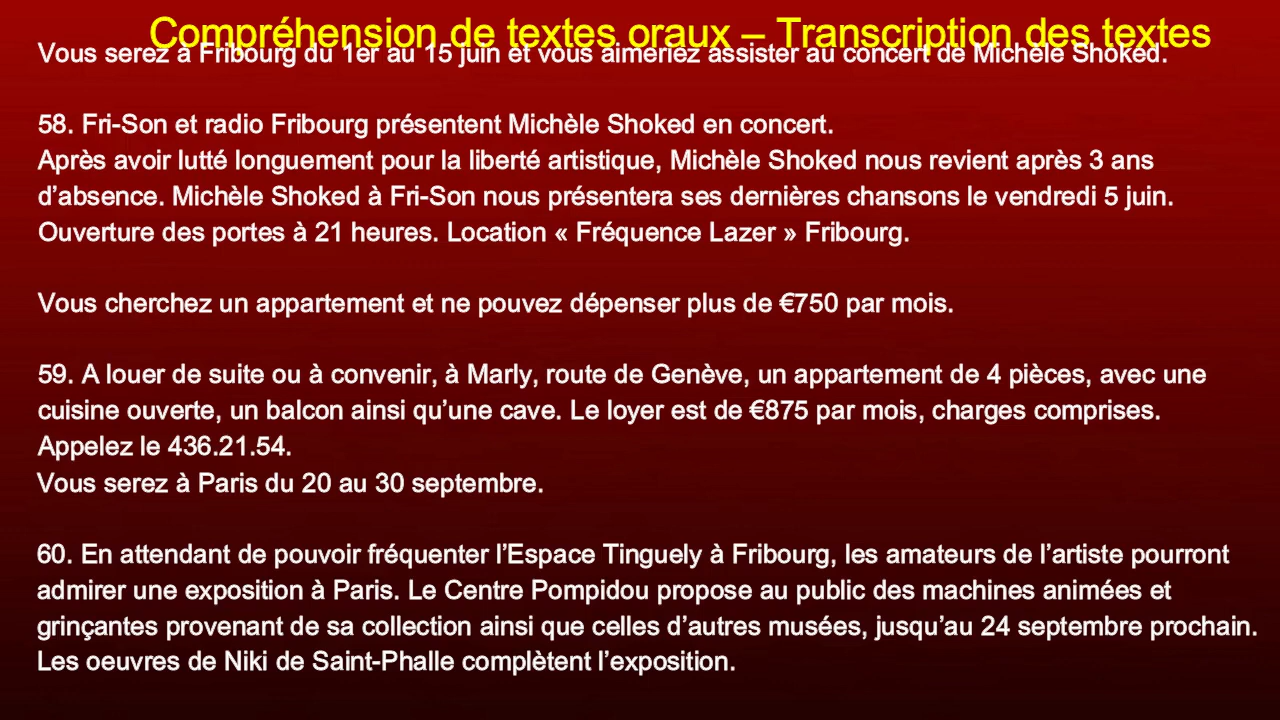 Compréhension de textes oraux – Transcription des textes
Vous serez à Fribourg du 1er au 15 juin et vous aimeriez assister au concert de Michèle Shoked.
58. Fri-Son et radio Fribourg présentent Michèle Shoked en concert.
Après avoir lutté longuement pour la liberté artistique, Michèle Shoked nous revient après 3 ans
d’absence. Michèle Shoked à Fri-Son nous présentera ses dernières chansons le vendredi 5 juin.
Ouverture des portes à 21 heures. Location « Fréquence Lazer » Fribourg.
Vous cherchez un appartement et ne pouvez dépenser plus de €750 par mois.
59. A louer de suite ou à convenir, à Marly, route de Genève, un appartement de 4 pièces, avec une
cuisine ouverte, un balcon ainsi qu’une cave. Le loyer est de €875 par mois, charges comprises.
Appelez le 436.21.54.
Vous serez à Paris du 20 au 30 septembre.
60. En attendant de pouvoir fréquenter l’Espace Tinguely à Fribourg, les amateurs de l’artiste pourront
admirer une exposition à Paris. Le Centre Pompidou propose au public des machines animées et
grinçantes provenant de sa collection ainsi que celles d’autres musées, jusqu’au 24 septembre prochain.
Les oeuvres de Niki de Saint-Phalle complètent l’exposition.